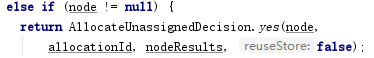 else if (node != null) {
return AllocateUnassignedDecision.yes(node,
allocationId, nodeResults, reuseStore: false);